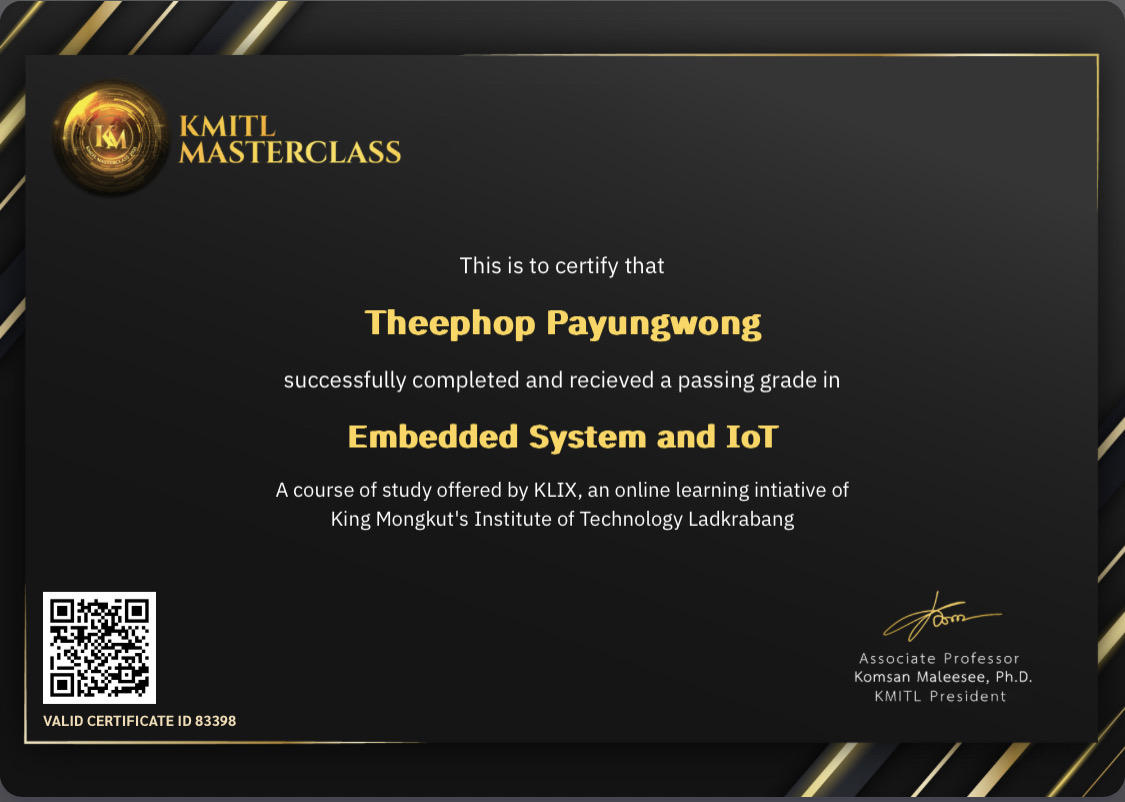 KMITL
MASTERCLASS
KM
This is to certify that
Theephop Payungwong
successfully completed and recieved a passing grade in
Embedded System and IoT
A course of study offered by KLIX, an online learning intiative of
King Mongkut's Institute of Technology Ladkrabang
Associate Professor
Komsan Maleesee, Ph.D.
KMITL President
VALID CERTIFICATE ID 83398